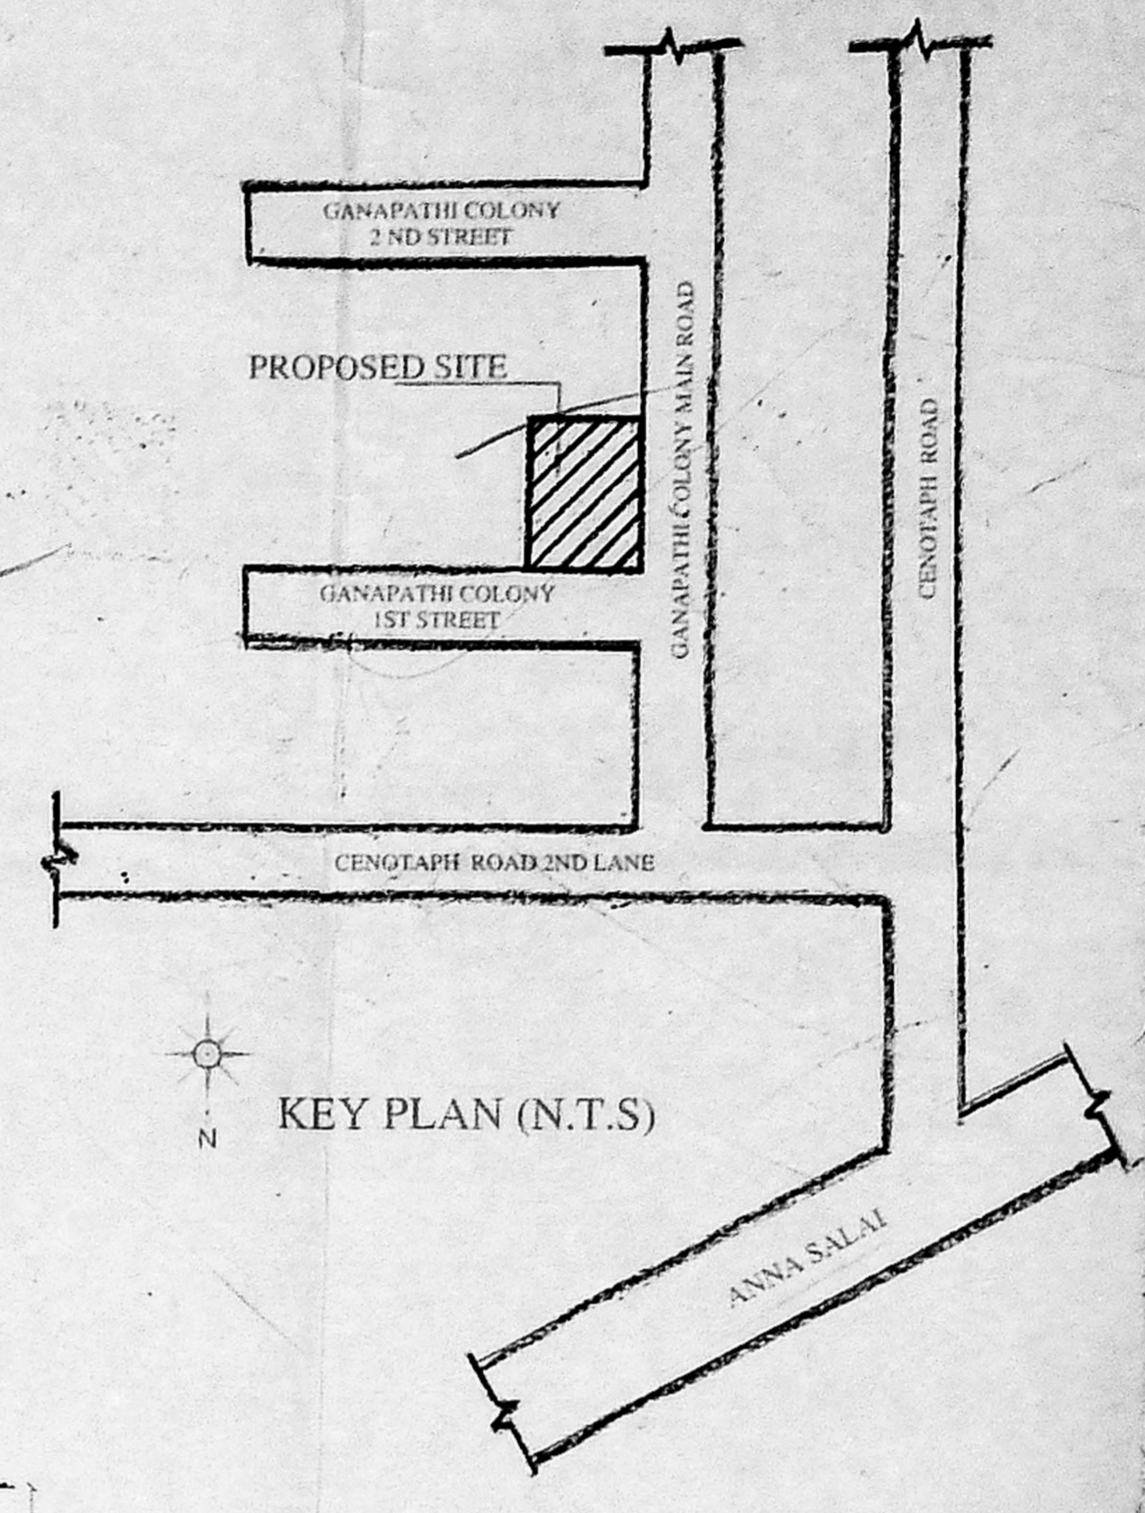 GANAPATHI COLONY
2 ND STREET
PROPOSED SITE
GANAPATHI COLONY MAIN ROAD
CENOTAPH ROAD
GANAPATHI COLONY
1ST STREET
CENOTAPH ROAD 2ND LANE
N
KEY PLAN (N.T.S)
ANNA SALAI